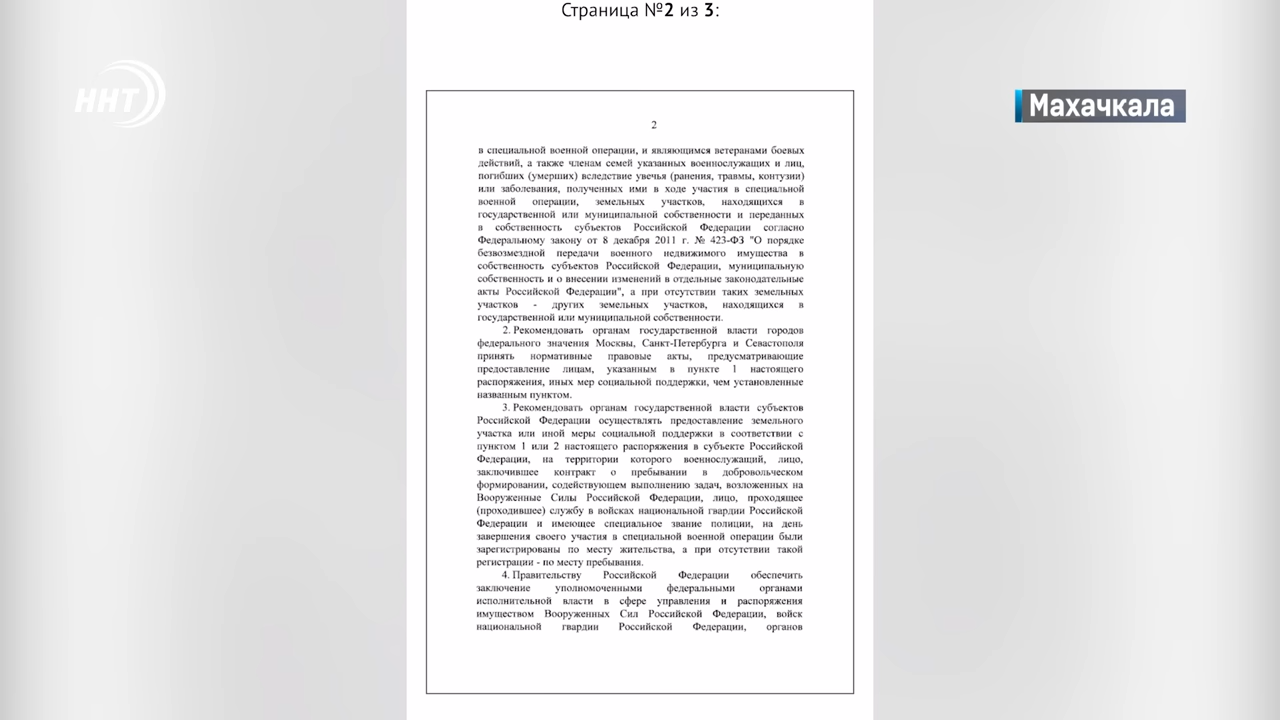 Страница №2 из 3:
ННТ
Махачкала
2
в специальной военной операции, и являющимся ветеранами боевых
действий, а также членам семей указанных военнослужащих и лиц,
погибших (умерших) вследствие увечья (ранения, травмы, контузии)
или заболевания, полученных ими в ходе участия в специальной
военной операции, земельных участков, находящихся в
государственной или муниципальной собственности и переданных
в собственность субъектов Российской Федерации согласно
Федеральному закону от 8 декабря 2011 г. № 423-ФЗ "О порядке
безвозмездной передачи военного недвижимого имущества в
собственность субъектов Российской Федерации, муниципальную
собственность и о внесении изменений в отдельные законодательные
акты Российской Федерации", а при отсутствии таких земельных
участков - других земельных участков, находящихся в
государственной или муниципальной собственности.
2. Рекомендовать органам государственной власти городов
федерального значения Москвы, Санкт-Петербурга и Севастополя
принять нормативные правовые акты, предусматривающие
предоставление лицам, указанным в пункте 1 настоящего
распоряжения, иных мер социальной поддержки, чем установленные
названным пунктом.
3. Рекомендовать органам государственной власти субъектов
Российской Федерации осуществлять предоставление земельного
участка или иной меры социальной поддержки в соответствии с
пунктом 1 или 2 настоящего распоряжения в субъекте Российской
Федерации, на территории которого военнослужащий, лицо,
заключившее контракт о пребывании в добровольческом
формировании, содействующем выполнению задач, возложенных на
Вооруженные Силы Российской Федерации, лицо, проходящее
(проходившее) службу в войсках национальной гвардии Российской
Федерации и имеющее специальное звание полиции, на день
завершения своего участия в специальной военной операции были
зарегистрированы по месту жительства, а при отсутствии такой
регистрации - по месту пребывания.
4. Правительству Российской Федерации обеспечить
заключение уполномоченными федеральными органами
исполнительной власти в сфере управления и распоряжения
имуществом Вооруженных Сил Российской Федерации, войск
национальной гвардии Российской Федерации, органов